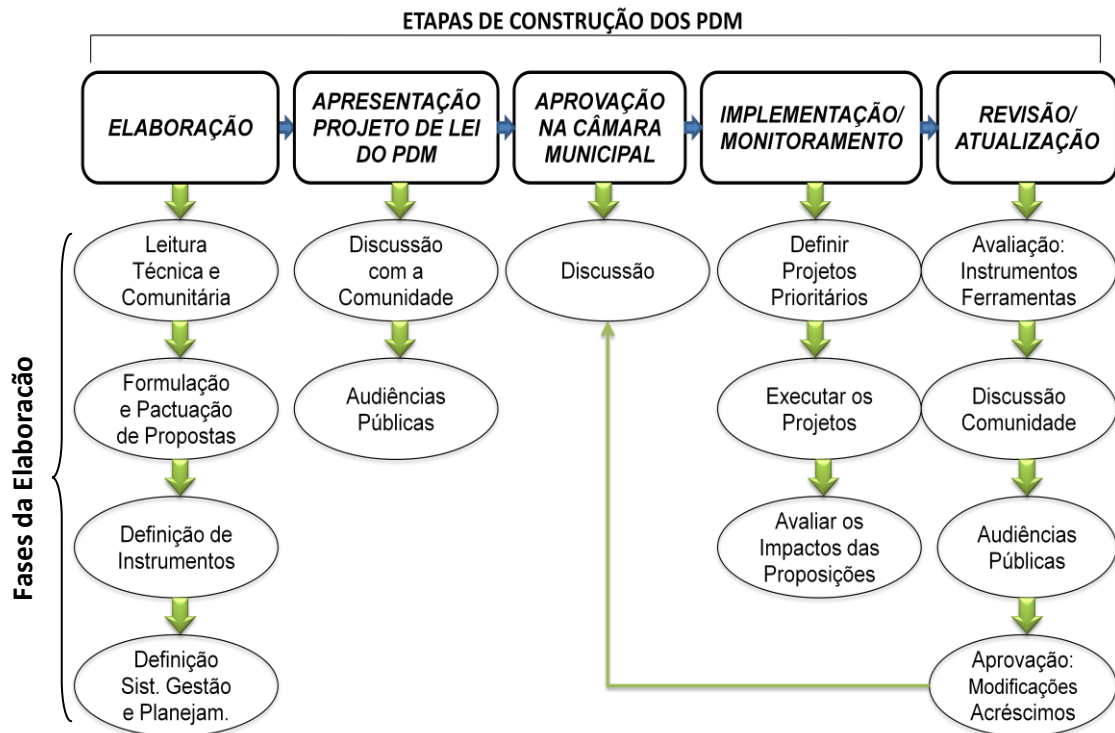 ETAPAS DE CONSTRUÇÃO DOS PDM
ELABORAÇÃO
APRESENTAÇÃO
PROJETO DE LEI
DO PDM
APROVAÇÃO
NA CÂMARA
MUNICIPAL
IMPLEMENTAÇÃO/
MONITORAMENTO
REVISÃO/
ATUALIZAÇÃO
Fases da Elaboracão
Leitura
Técnica e
Comunitária
Formulação
e Pactuação
de Propostas
Definição de
Instrumentos
Definição
Sist. Gestão
e Planejam.
Discussão
com a
Comunidade
Audiências
Públicas
Discussão
Definir
Projetos
Prioritários
Executar os
Projetos
Avaliar os
Impactos das
Proposições
Avaliação:
Instrumentos
Ferramentas
Discussão
Comunidade
Audiências
Públicas
Aprovação:
Modificações
Acréscimos